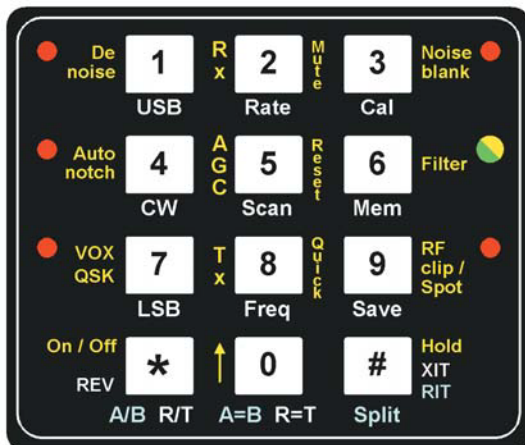 De noise
1
R x
2
Mute
3
Noise blank
USB
Rate
Cal
Auto notch
4
AGC
5
Reset
6
Filter
CW
Scan
Mem
VOX QSK
7
T x
8
Quick
9
RF clip / Spot
LSB
Freq
Save
On / Off
REV
*
0
#
Hold
XIT
RIT
A/B R/T
A=B R=T
Split